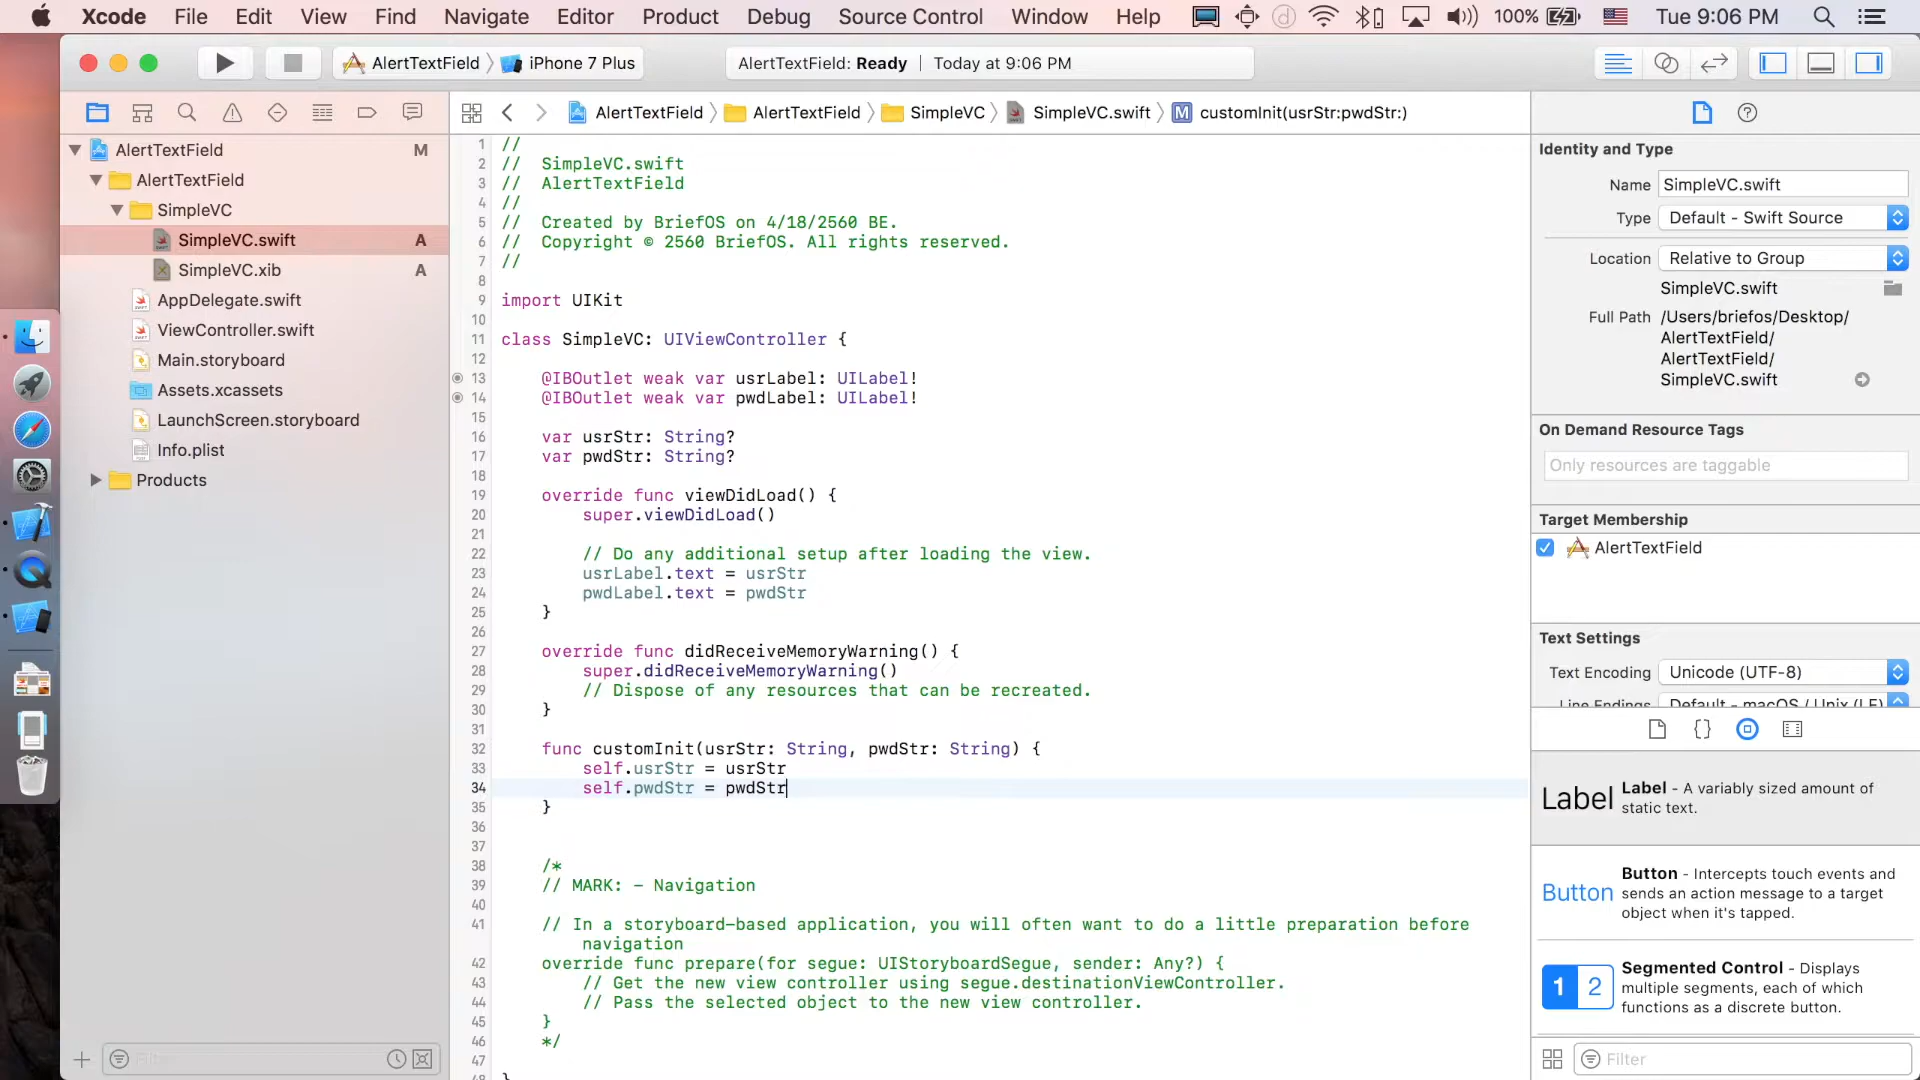 Xcode File Edit View Find Navigate Editor Product Debug Source Control Window Help 100% Tue 9:06 PM
AlertTextField iPhone 7 Plus AlertTextField: Ready Today at 9:06 PM
AlertTextField AlertTextField SimpleVC SimpleVC.swift M customInit(usrStr:pwdStr:)
AlertTextField M
AlertTextField
SimpleVC
SimpleVC.swift A
SimpleVC.xib A
AppDelegate.swift
ViewController.swift
Main.storyboard
Assets.xcassets
LaunchScreen.storyboard
Info.plist
Products
Filter
1 //
2 // SimpleVC.swift
3 // AlertTextField
4 //
5 // Created by BriefOS on 4/18/2560 BE.
6 // Copyright © 2560 BriefOS. All rights reserved.
7 //
8
9 import UIKit
10
11 class SimpleVC: UIViewController {
12
13 @IBOutlet weak var usrLabel: UILabel!
14 @IBOutlet weak var pwdLabel: UILabel!
15
16 var usrStr: String?
17 var pwdStr: String?
18
19 override func viewDidLoad() {
20 super.viewDidLoad()
21
22 // Do any additional setup after loading the view.
23 usrLabel.text = usrStr
24 pwdLabel.text = pwdStr
25 }
26
27 override func didReceiveMemoryWarning() {
28 super.didReceiveMemoryWarning()
29 // Dispose of any resources that can be recreated.
30 }
31
32 func customInit(usrStr: String, pwdStr: String) {
33 self.usrStr = usrStr
34 self.pwdStr = pwdStr
35 }
36
37
38 /*
39 // MARK: - Navigation
40
41 // In a storyboard-based application, you will often want to do a little preparation before
navigation
42 override func prepare(for segue: UIStoryboardSegue, sender: Any?) {
43 // Get the new view controller using segue.destinationViewController.
44 // Pass the selected object to the new view controller.
45 }
46 */
47
48 }
Identity and Type
Name SimpleVC.swift
Type Default - Swift Source
Location Relative to Group
SimpleVC.swift
Full Path /Users/briefos/Desktop/
AlertTextField/
AlertTextField/
SimpleVC.swift
On Demand Resource Tags
Only resources are taggable
Target Membership
AlertTextField
Text Settings
Text Encoding Unicode (UTF-8)
Line Endings Default - macOS / Unix (LF)
Label Label - A variably sized amount of
static text.
Button Button - Intercepts touch events and
sends an action message to a target
object when it's tapped.
1 2 Segmented Control - Displays
multiple segments, each of which
functions as a discrete button.
Filter